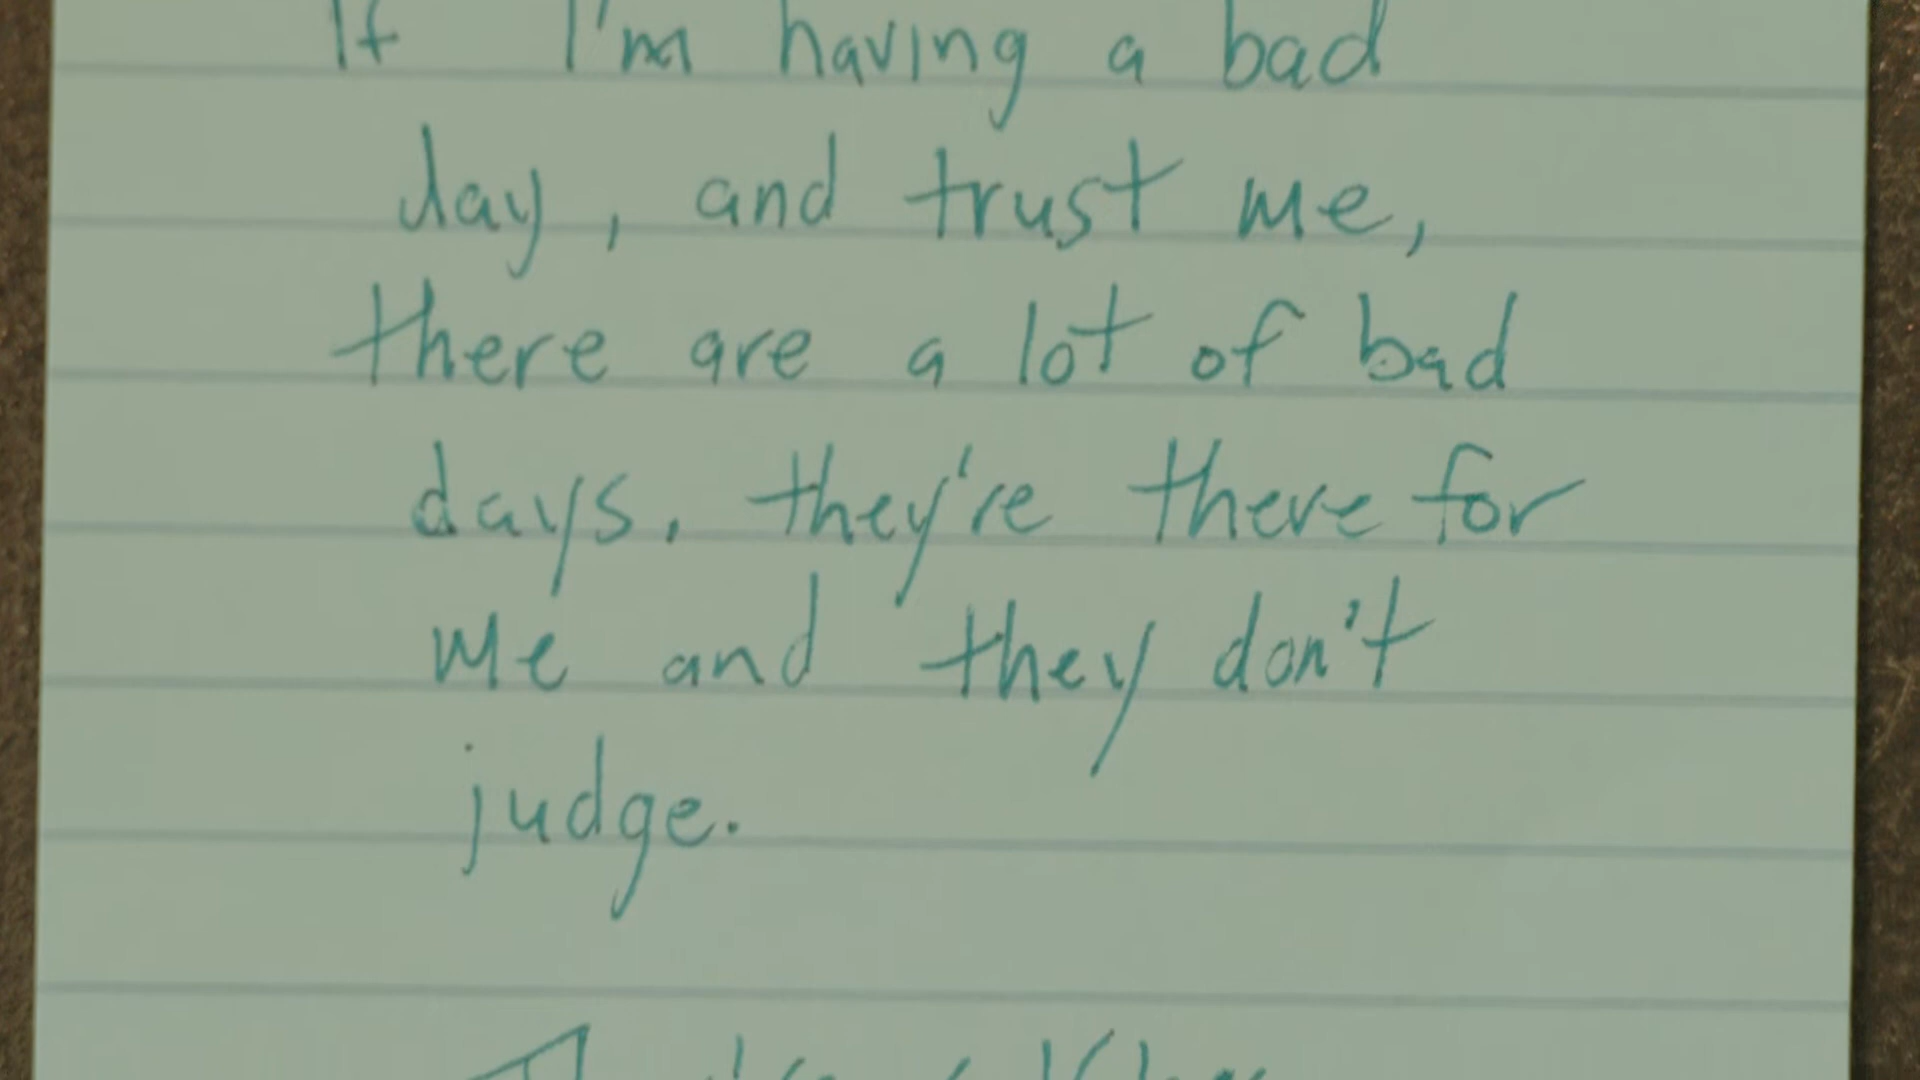 If I'm having a bad
day, and trust me,
there are a lot of bad
days, they're there for
me and they don't
judge.